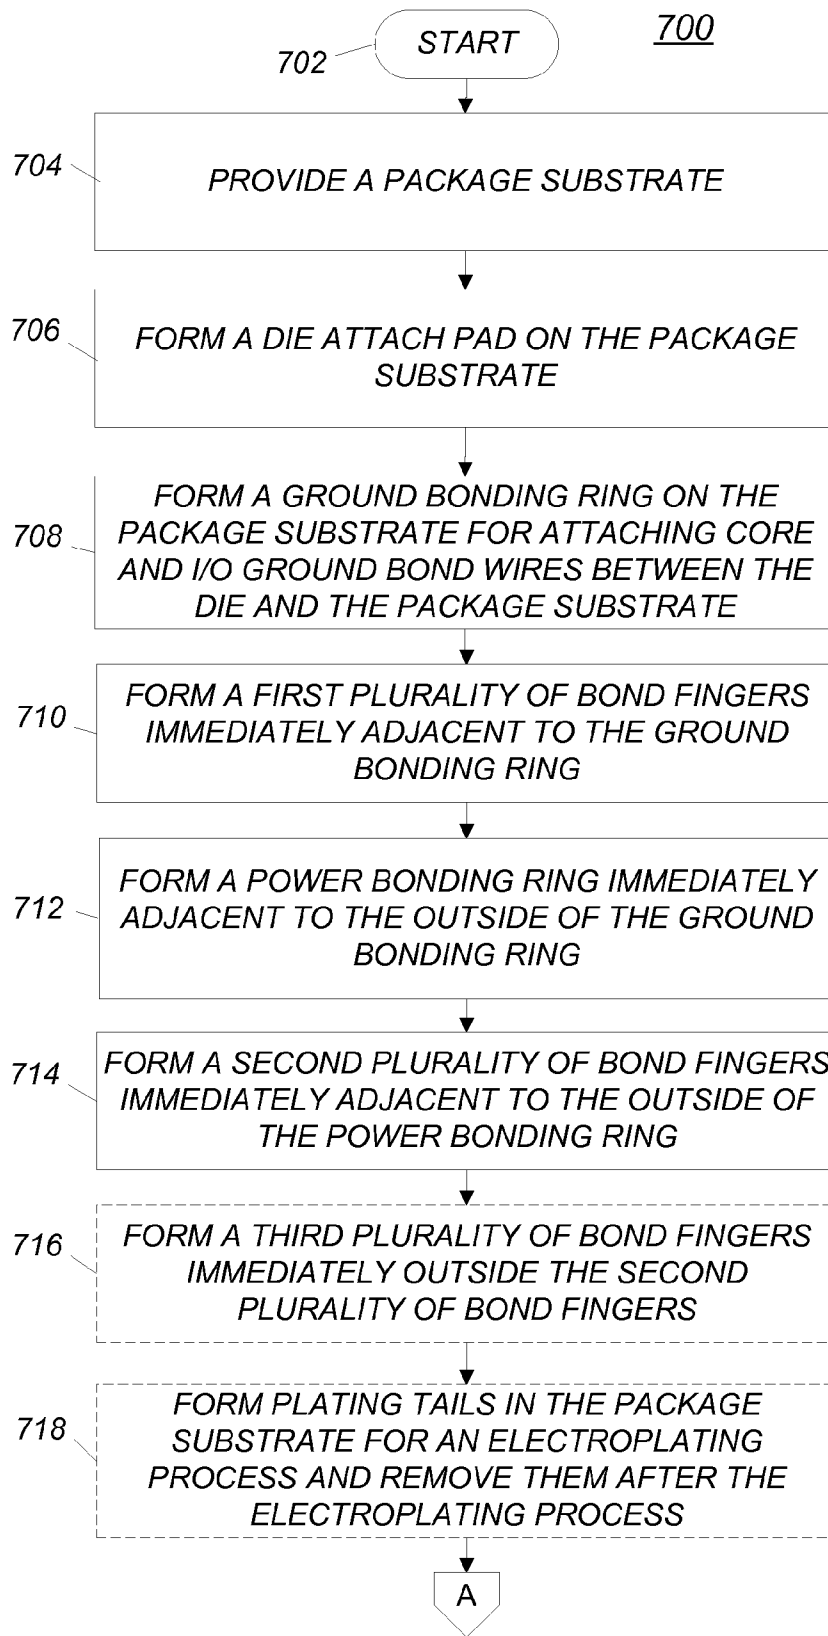 700
702
START
704
PROVIDE A PACKAGE SUBSTRATE
706
FORM A DIE ATTACH PAD ON THE PACKAGE
SUBSTRATE
708
FORM A GROUND BONDING RING ON THE
PACKAGE SUBSTRATE FOR ATTACHING CORE
AND I/O GROUND BOND WIRES BETWEEN THE
DIE AND THE PACKAGE SUBSTRATE
710
FORM A FIRST PLURALITY OF BOND FINGERS
IMMEDIATELY ADJACENT TO THE GROUND
BONDING RING
712
FORM A POWER BONDING RING IMMEDIATELY
ADJACENT TO THE OUTSIDE OF THE GROUND
BONDING RING
714
FORM A SECOND PLURALITY OF BOND FINGERS
IMMEDIATELY ADJACENT TO THE OUTSIDE OF
THE POWER BONDING RING
716
FORM A THIRD PLURALITY OF BOND FINGERS
IMMEDIATELY OUTSIDE THE SECOND
PLURALITY OF BOND FINGERS
718
FORM PLATING TAILS IN THE PACKAGE
SUBSTRATE FOR AN ELECTROPLATING
PROCESS AND REMOVE THEM AFTER THE
ELECTROPLATING PROCESS
A